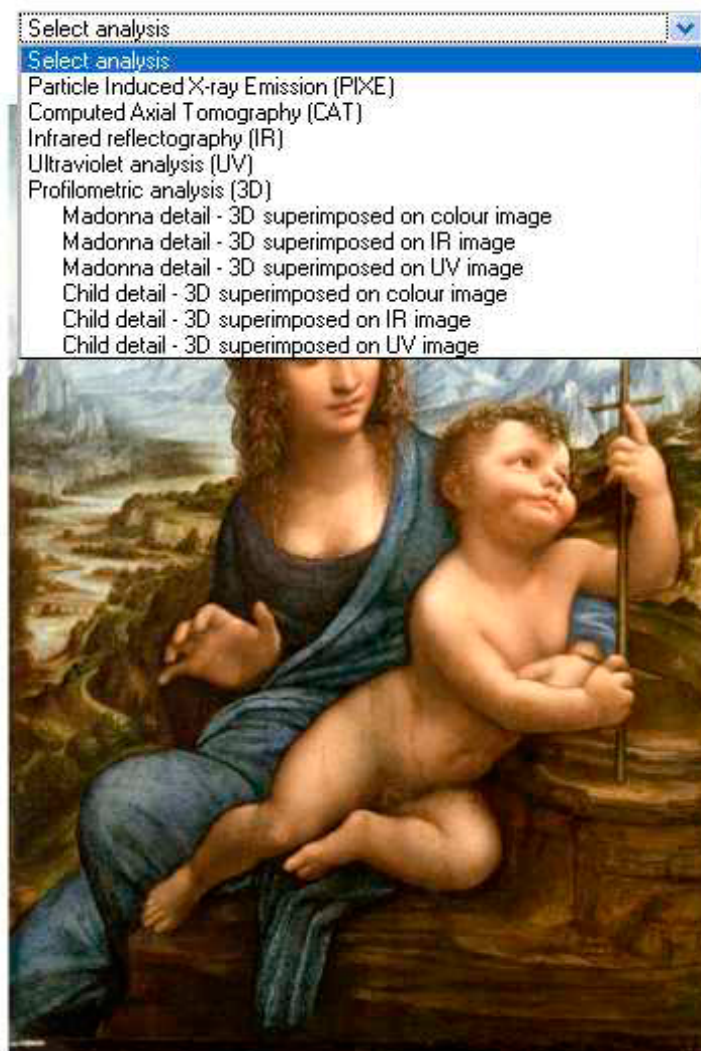 Select analysis
Select analysis
Particle Induced X-ray Emission (PIXE)
Computed Axial Tomography (CAT)
Infrared reflectography (IR)
Ultraviolet analysis (UV)
Profilometric analysis (3D)
Madonna detail - 3D superimposed on colour image
Madonna detail - 3D superimposed on IR image
Madonna detail - 3D superimposed on UV image
Child detail - 3D superimposed on colour image
Child detail - 3D superimposed on IR image
Child detail - 3D superimposed on UV image